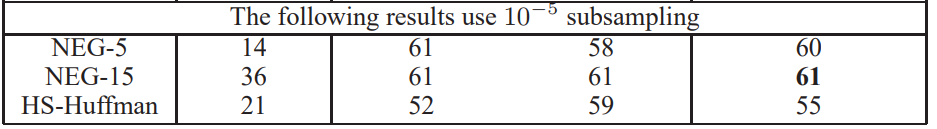 The following results use 10⁻⁵ subsampling
NEG-5 14 61 58 60
NEG-15 36 61 61 61
HS-Huffman 21 52 59 55